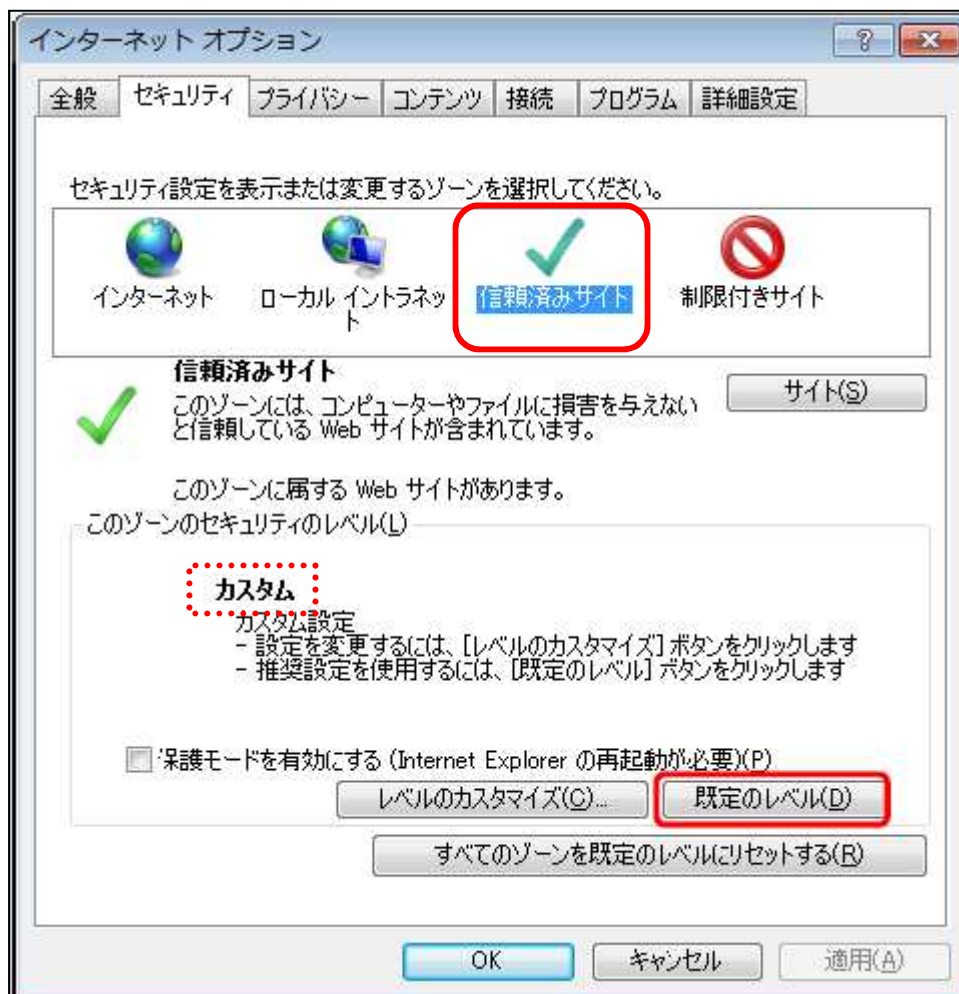 インターネット オプション
全般 セキュリティ プライバシー コンテンツ 接続 プログラム 詳細設定
セキュリティ設定を表示または変更するゾーンを選択してください。
インターネット
ローカル イントラネッ
ト
信頼済みサイト
制限付きサイト
信頼済みサイト
このゾーンには、コンピューターやファイルに損害を与えない
と信頼している Web サイトが含まれています。
サイト(S)
このゾーンに属する Web サイトがあります。
このゾーンのセキュリティのレベル(L)
カスタム
カスタム設定
- 設定を変更するには、[レベルのカスタマイズ] ボタンをクリックします
- 推奨設定を使用するには、[既定のレベル] ボタンをクリックします
保護モードを有効にする (Internet Explorer の再起動が必要)(P)
レベルのカスタマイズ(C)... 既定のレベル(D)
すべてのゾーンを既定のレベルにリセットする(R)
OK キャンセル 適用(A)